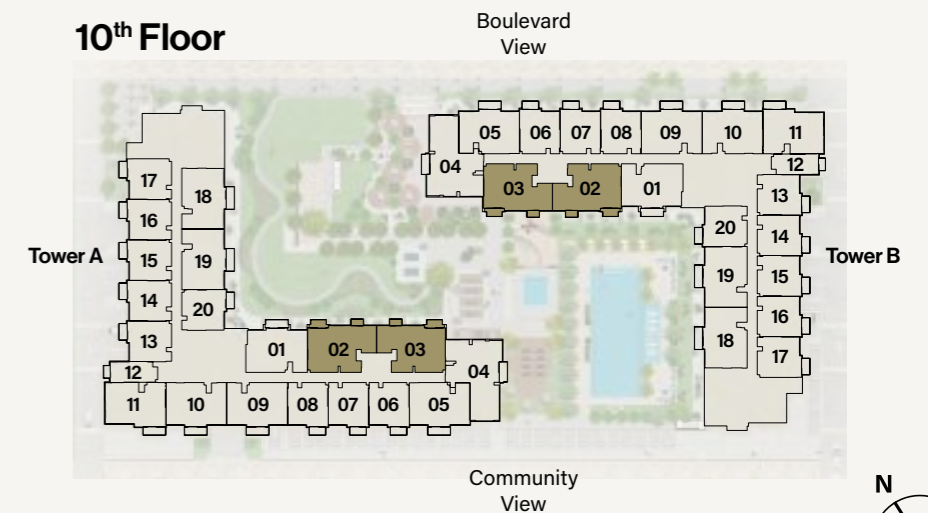 10th Floor
Boulevard
View
05 06 07 08 09 10 11
04
12
03 02 01
13
17
18
16
20
14
Tower A
15
19
Tower B
19
15
14
20
16
13
01 02 03
18
17
12
04
11 10 09 08 07 06 05
Community
View
N